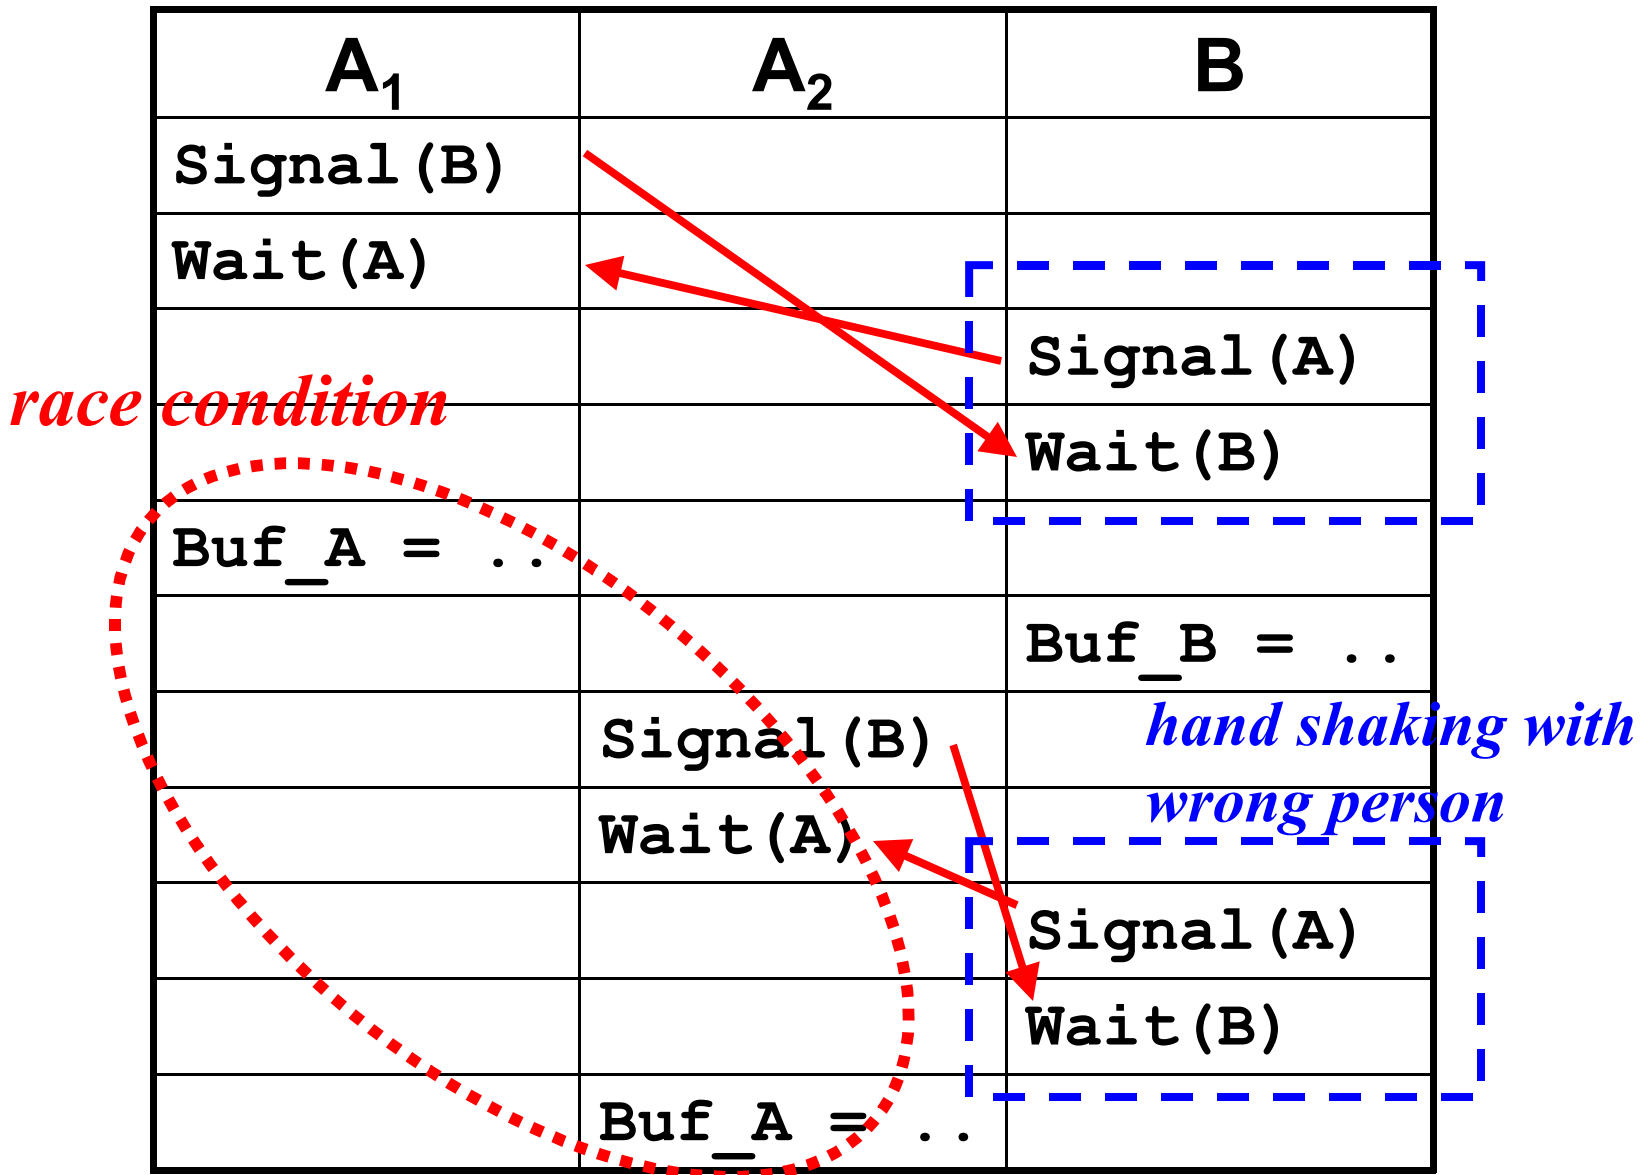 A₁ A₂ B
Signal(B)
Wait(A)
Signal(A)
race condition
Wait(B)
Buf_A = ..
Buf_B = ..
Signal(B)
hand shaking with
wrong person
Wait(A)
Signal(A)
Wait(B)
Buf_A = ..